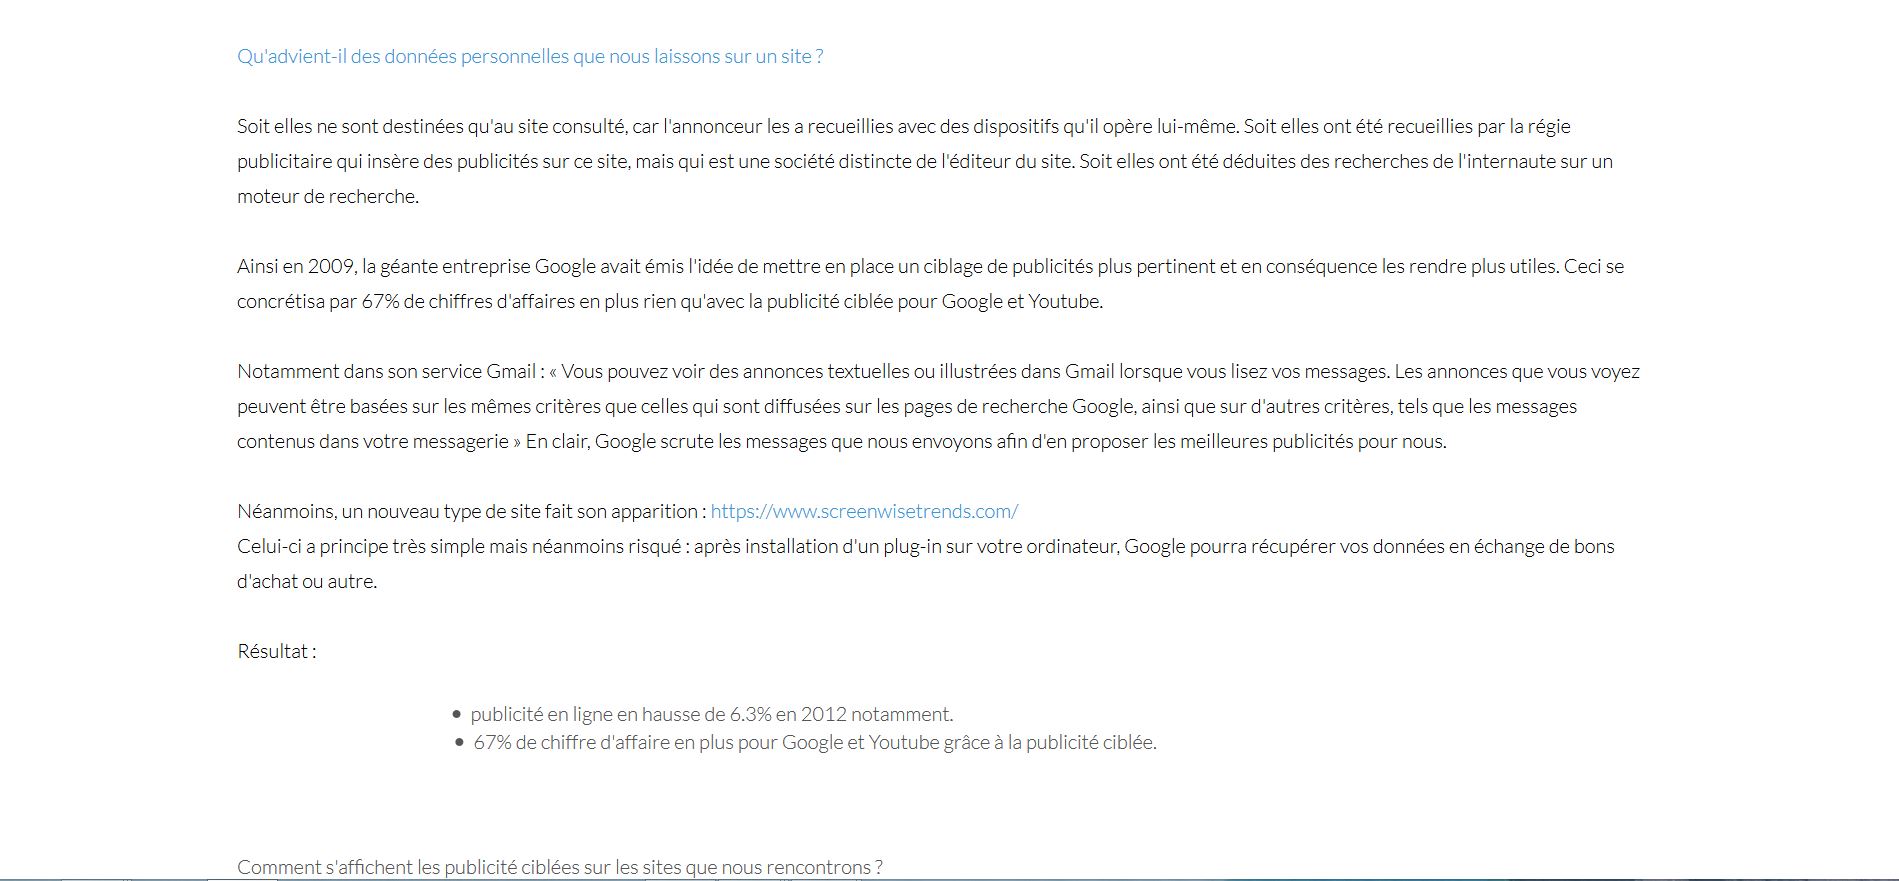 Qu'advient-il des données personnelles que nous laissons sur un site ?
Soit elles ne sont destinées qu'au site consulté, car l'annonceur les a recueillies avec des dispositifs qu'il opère lui-même. Soit elles ont été recueillies par la régie
publicitaire qui insère des publicités sur ce site, mais qui est une société distincte de l'éditeur du site. Soit elles ont été déduites des recherches de l'internaute sur un
moteur de recherche.
Ainsi en 2009, la géante entreprise Google avait émis l'idée de mettre en place un ciblage de publicités plus pertinent et en conséquence les rendre plus utiles. Ceci se
concrétisa par 67% de chiffres d'affaires en plus rien qu'avec la publicité ciblée pour Google et Youtube.
Notamment dans son service Gmail : « Vous pouvez voir des annonces textuelles ou illustrées dans Gmail lorsque vous lisez vos messages. Les annonces que vous voyez
peuvent être basées sur les mêmes critères que celles qui sont diffusées sur les pages de recherche Google, ainsi que sur d'autres critères, tels que les messages
contenus dans votre messagerie » En clair, Google scrute les messages que nous envoyons afin d'en proposer les meilleures publicités pour nous.
Néanmoins, un nouveau type de site fait son apparition : https://www.screenwisetrends.com/
Celui-ci a principe très simple mais néanmoins risqué : après installation d'un plug-in sur votre ordinateur, Google pourra récupérer vos données en échange de bons
d'achat ou autre.
Résultat :
• publicité en ligne en hausse de 6.3% en 2012 notamment.
• 67% de chiffre d'affaire en plus pour Google et Youtube grâce à la publicité ciblée.
Comment s'affichent les publicité ciblées sur les sites que nous rencontrons ?